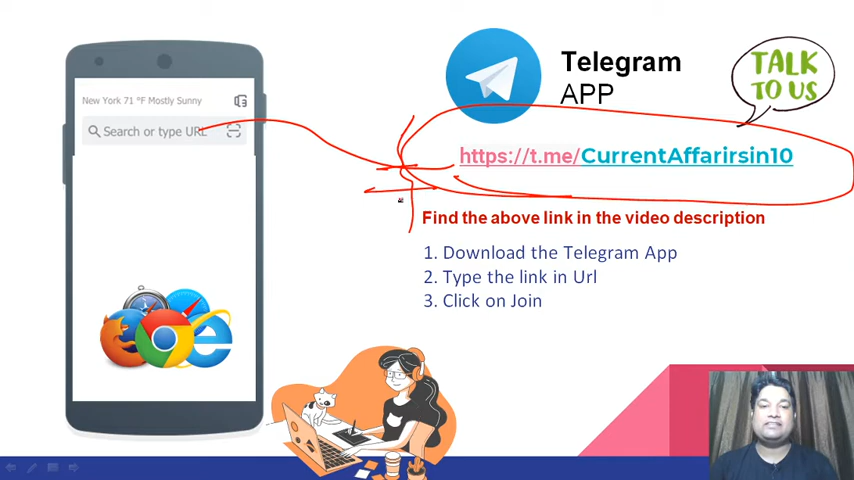 New York 71 °F Mostly Sunny
Search or type URL
Telegram
APP
TALK
TO US
https://t.me/CurrentAffarirsin10
Find the above link in the video description
1. Download the Telegram App
2. Type the link in Url
3. Click on Join